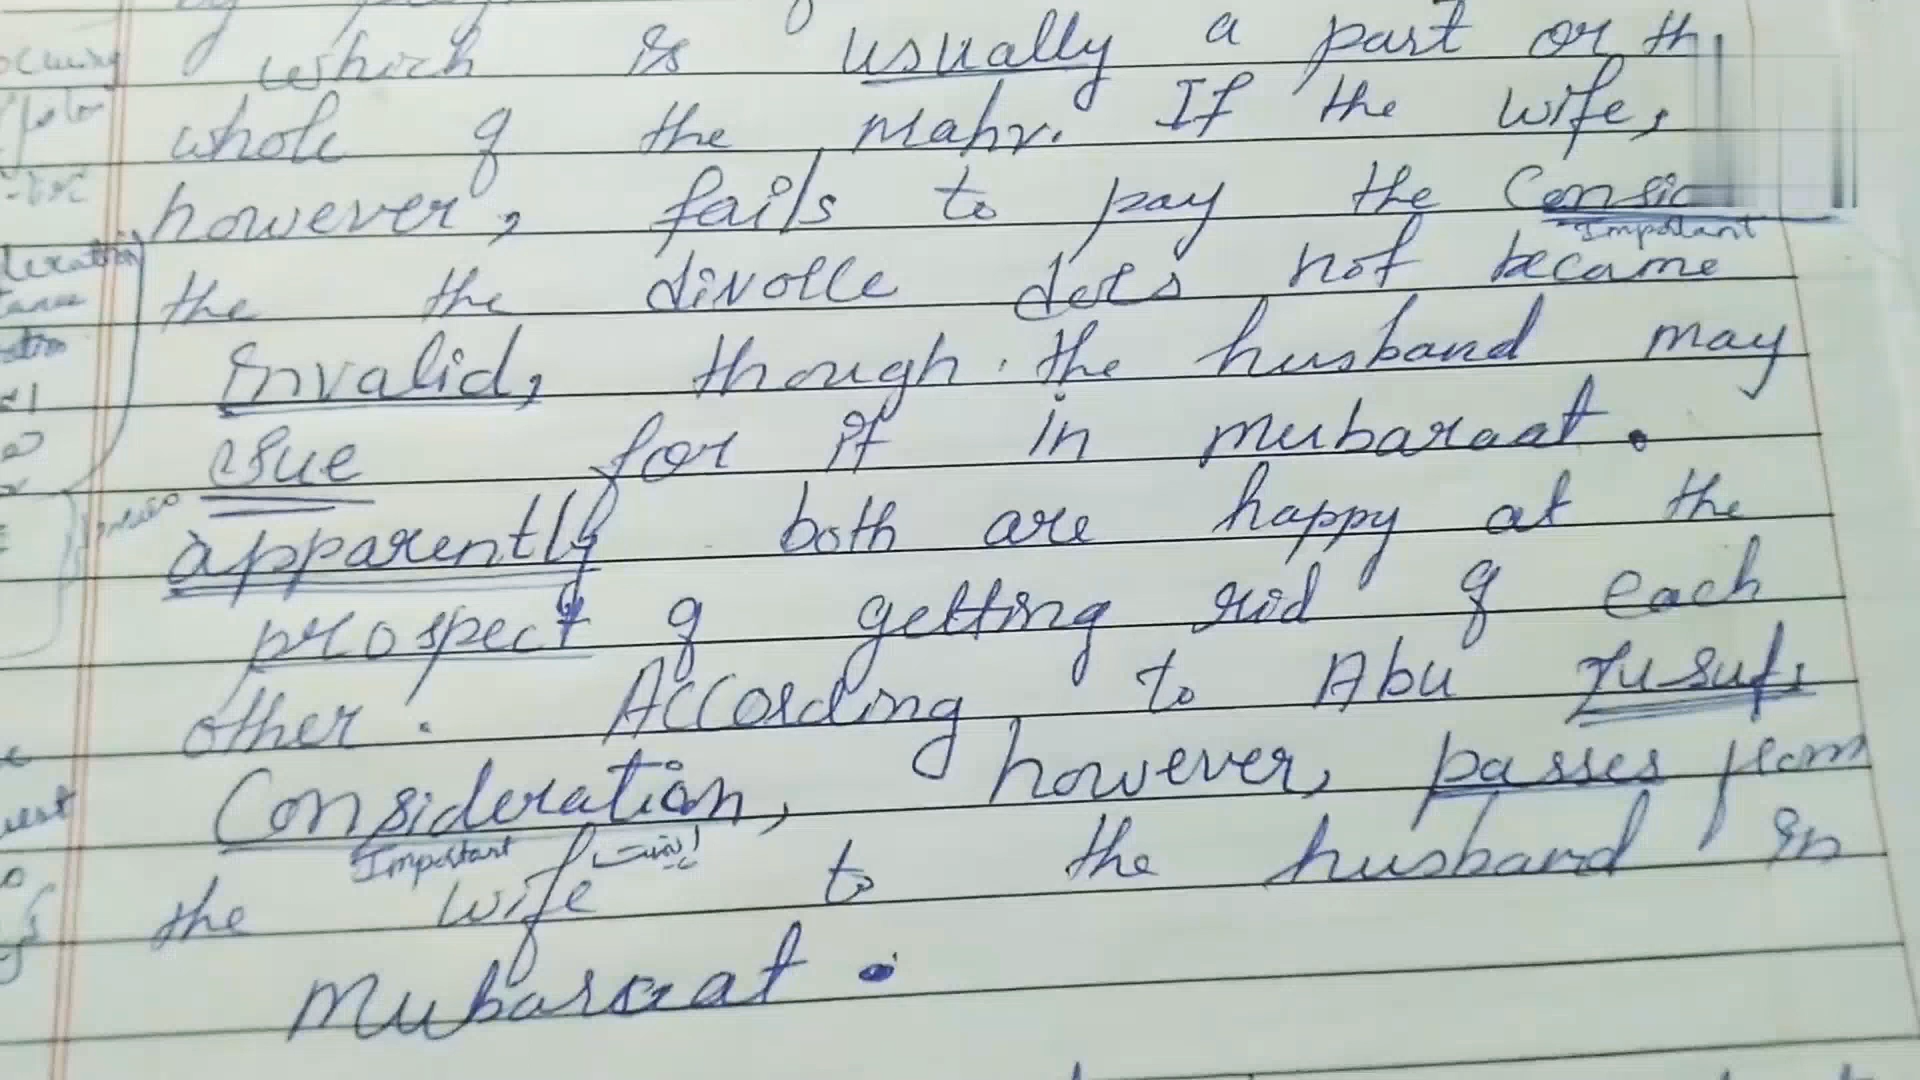 which is usually a part or th
whole of the mahr. If the wife,
however, fails to pay the Consid
Important
the the divorce does not became
Invalid, though the husband may
sue for it in mubaraat.
apparently both are happy at the
prospect of getting rid of each
other. According to Abu Yusuf,
Consideration, however, passes from
Important اہمیت
the wife to the husband in
Mubaraat.